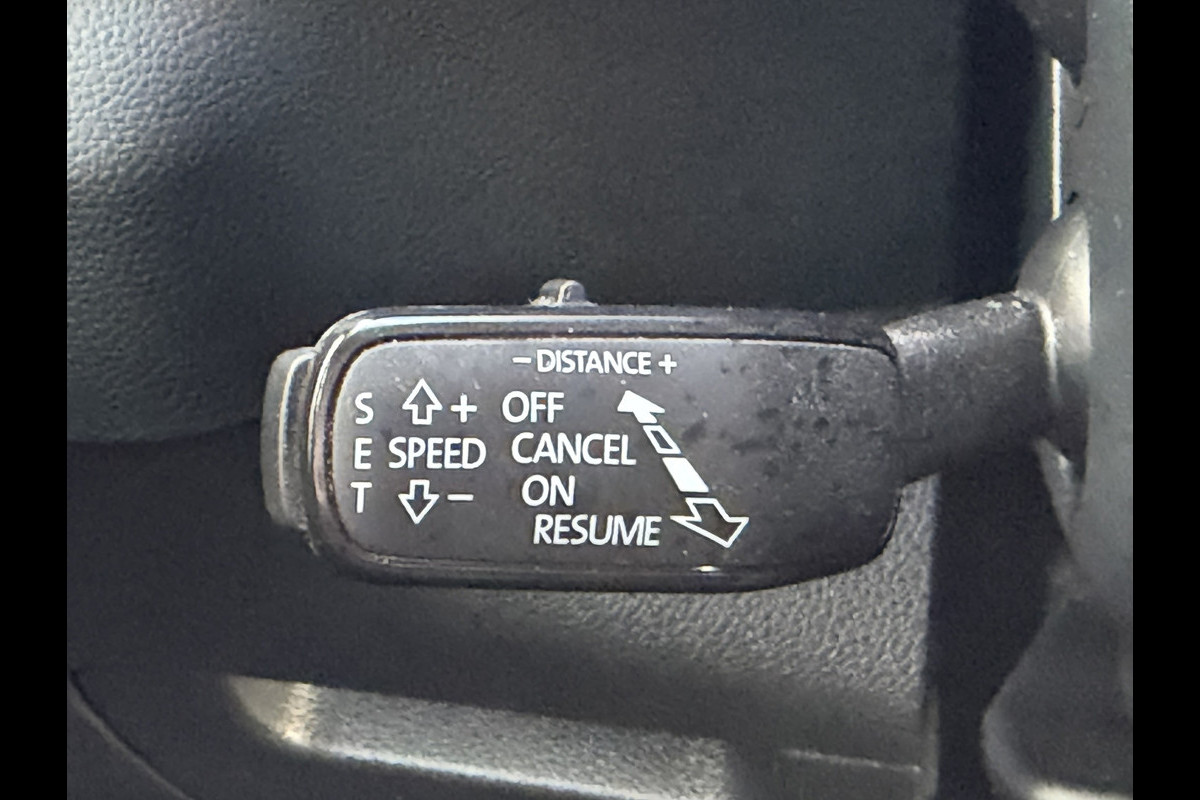 − DISTANCE +
S ⇧ + OFF
E SPEED CANCEL
T ⇩ − ON
RESUME